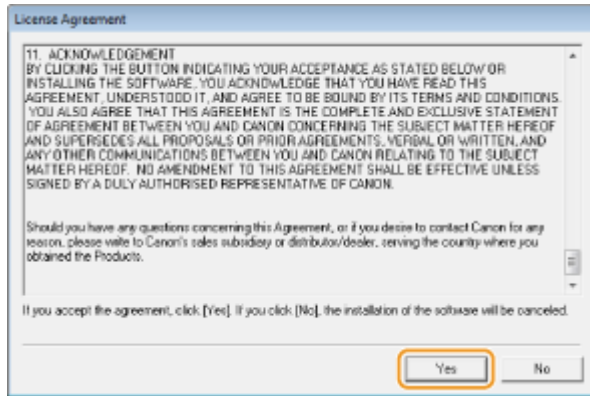 License Agreement
11. ACKNOWLEDGEMENT
BY CLICKING THE BUTTON INDICATING YOUR ACCEPTANCE AS STATED BELOW OR
INSTALLING THE SOFTWARE, YOU ACKNOWLEDGE THAT YOU HAVE READ THIS
AGREEMENT, UNDERSTOOD IT, AND AGREE TO BE BOUND BY ITS TERMS AND CONDITIONS.
YOU ALSO AGREE THAT THIS AGREEMENT IS THE COMPLETE AND EXCLUSIVE STATEMENT
OF AGREEMENT BETWEEN YOU AND CANON CONCERNING THE SUBJECT MATTER HEREOF
AND SUPERSEDES ALL PROPOSALS OR PRIOR AGREEMENTS, VERBAL OR WRITTEN, AND
ANY OTHER COMMUNICATIONS BETWEEN YOU AND CANON RELATING TO THE SUBJECT
MATTER HEREOF. NO AMENDMENT TO THIS AGREEMENT SHALL BE EFFECTIVE UNLESS
SIGNED BY A DULY AUTHORISED REPRESENTATIVE OF CANON.
Should you have any questions concerning this Agreement, or if you desire to contact Canon for any
reason, please write to Canon's sales subsidiary or distributor/dealer, serving the country where you
obtained the Products.
If you accept the agreement, click [Yes]. If you click [No], the installation of the software will be canceled.
Yes No